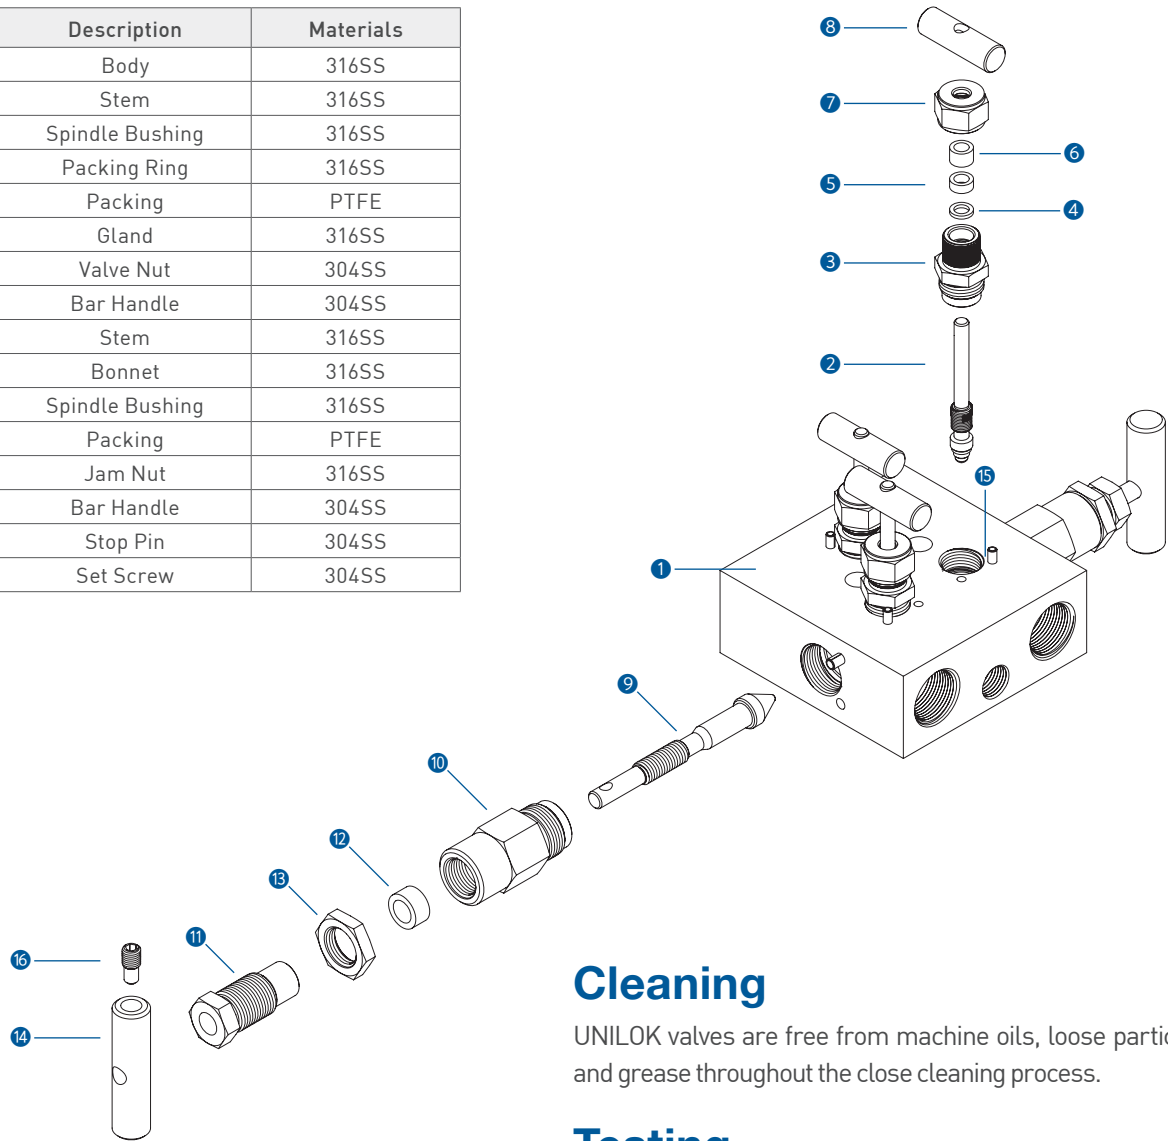 Description Materials
Body 316SS
Stem 316SS
Spindle Bushing 316SS
Packing Ring 316SS
Packing PTFE
Gland 316SS
Valve Nut 304SS
Bar Handle 304SS
Stem 316SS
Bonnet 316SS
Spindle Bushing 316SS
Packing PTFE
Jam Nut 316SS
Bar Handle 304SS
Stop Pin 304SS
Set Screw 304SS
8
7
6
5
4
3
2
15
1
9
10
12
13
11
16
14
Cleaning
UNILOK valves are free from machine oils, loose partic
and grease throughout the close cleaning process.
Testing